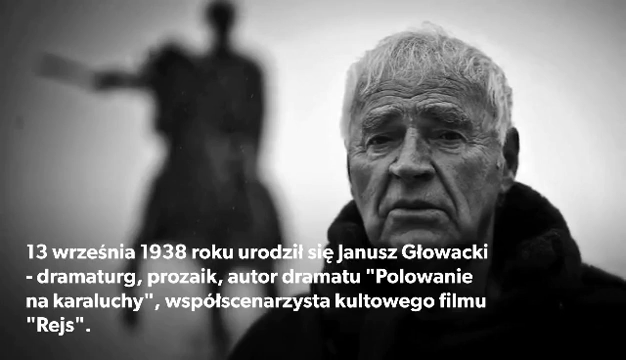 13 września 1938 roku urodził się Janusz Głowacki
- dramaturg, prozaik, autor dramatu "Polowanie
na karaluchy", współscenarzysta kultowego filmu
"Rejs".